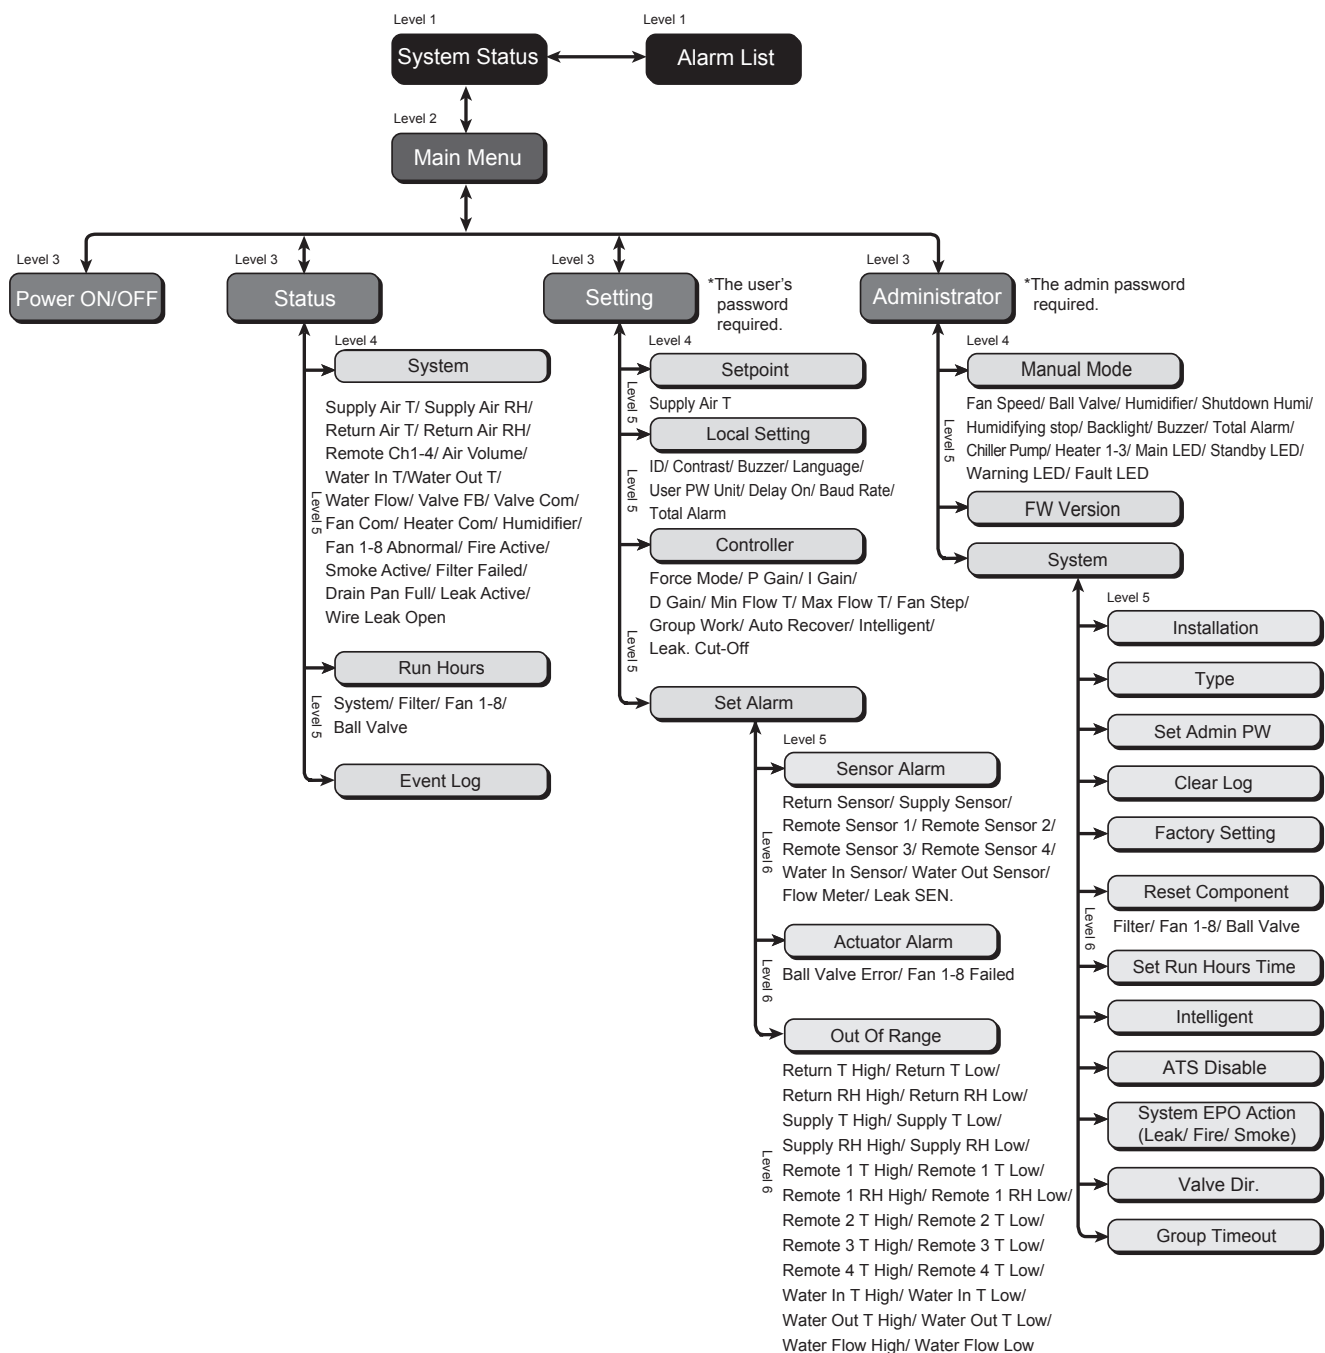 Level 1
System Status
Level 1
Alarm List
Level 2
Main Menu
Level 3
Power ON/OFF
Level 3
Status
Level 4
System
Level 5
Supply Air T/ Supply Air RH/
Return Air T/ Return Air RH/
Remote Ch1-4/ Air Volume/
Water In T/Water Out T/
Water Flow/ Valve FB/ Valve Com/
Fan Com/ Heater Com/ Humidifier/
Fan 1-8 Abnormal/ Fire Active/
Smoke Active/ Filter Failed/
Drain Pan Full/ Leak Active/
Wire Leak Open
Run Hours
Level 5
System/ Filter/ Fan 1-8/
Ball Valve
Event Log
Level 3
Setting
*The user's
password
required.
Level 4
Setpoint
Level 5
Supply Air T
Local Setting
Level 5
ID/ Contrast/ Buzzer/ Language/
User PW Unit/ Delay On/ Baud Rate/
Total Alarm
Controller
Force Mode/ P Gain/ I Gain/
D Gain/ Min Flow T/ Max Flow T/ Fan Step/
Group Work/ Auto Recover/ Intelligent/
Leak. Cut-Off
Level 5
Set Alarm
Level 5
Sensor Alarm
Return Sensor/ Supply Sensor/
Remote Sensor 1/ Remote Sensor 2/
Remote Sensor 3/ Remote Sensor 4/
Water In Sensor/ Water Out Sensor/
Flow Meter/ Leak SEN.
Level 6
Actuator Alarm
Ball Valve Error/ Fan 1-8 Failed
Level 6
Out Of Range
Return T High/ Return T Low/
Return RH High/ Return RH Low/
Supply T High/ Supply T Low/
Supply RH High/ Supply RH Low/
Remote 1 T High/ Remote 1 T Low/
Remote 1 RH High/ Remote 1 RH Low/
Remote 2 T High/ Remote 2 T Low/
Remote 3 T High/ Remote 3 T Low/
Remote 4 T High/ Remote 4 T Low/
Water In T High/ Water In T Low/
Water Out T High/ Water Out T Low/
Water Flow High/ Water Flow Low
Level 6
Level 3
Administrator
*The admin password
required.
Level 4
Manual Mode
Level 5
Fan Speed/ Ball Valve/ Humidifier/ Shutdown Humi/
Humidifying stop/ Backlight/ Buzzer/ Total Alarm/
Chiller Pump/ Heater 1-3/ Main LED/ Standby LED/
Warning LED/ Fault LED
FW Version
System
Level 5
Installation
Type
Set Admin PW
Clear Log
Factory Setting
Reset Component
Level 6
Filter/ Fan 1-8/ Ball Valve
Set Run Hours Time
Intelligent
ATS Disable
System EPO Action
(Leak/ Fire/ Smoke)
Valve Dir.
Group Timeout